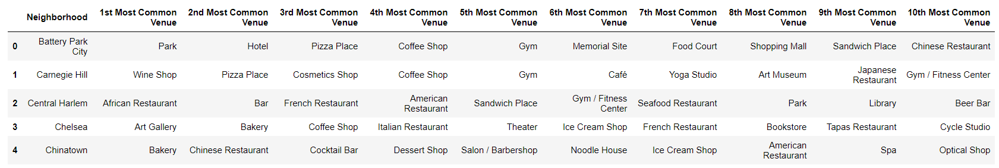 Neighborhood 1st Most Common Venue 2nd Most Common Venue 3rd Most Common Venue 4th Most Common Venue 5th Most Common Venue 6th Most Common Venue 7th Most Common Venue 8th Most Common Venue 9th Most Common Venue 10th Most Common Venue
0 Battery Park City Park Hotel Pizza Place Coffee Shop Gym Memorial Site Food Court Shopping Mall Sandwich Place Chinese Restaurant
1 Carnegie Hill Wine Shop Pizza Place Cosmetics Shop Coffee Shop Gym Café Yoga Studio Art Museum Japanese Restaurant Gym / Fitness Center
2 Central Harlem African Restaurant Bar French Restaurant American Restaurant Sandwich Place Gym / Fitness Center Seafood Restaurant Park Library Beer Bar
3 Chelsea Art Gallery Bakery Coffee Shop Italian Restaurant Theater Ice Cream Shop French Restaurant Bookstore Tapas Restaurant Cycle Studio
4 Chinatown Bakery Chinese Restaurant Cocktail Bar Dessert Shop Salon / Barbershop Noodle House Ice Cream Shop American Restaurant Spa Optical Shop